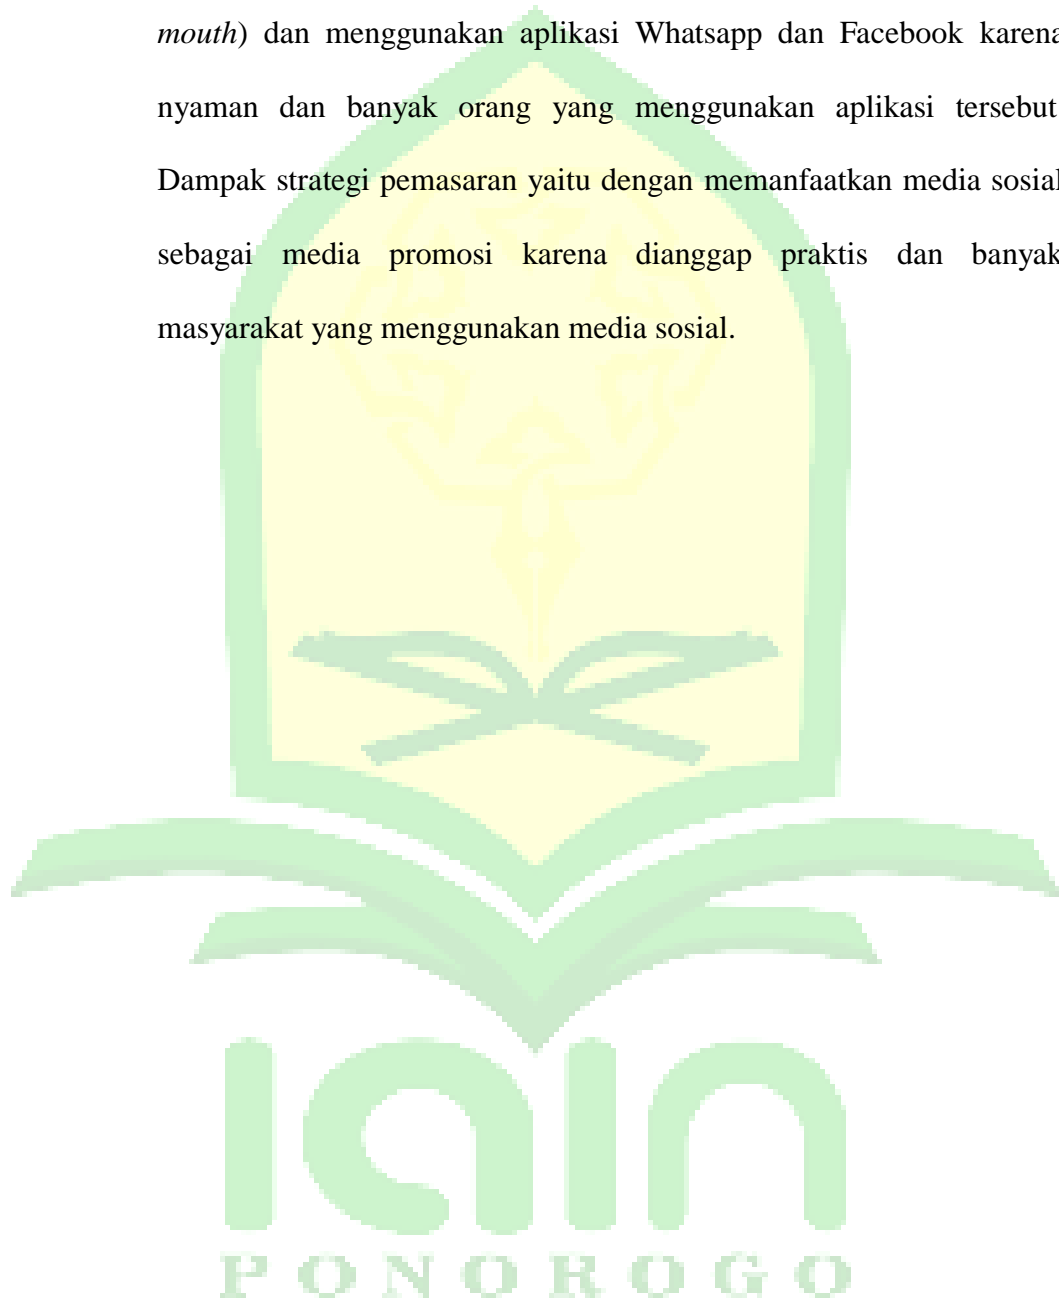 mouth) dan menggunakan aplikasi Whatsapp dan Facebook karena
nyaman dan banyak orang yang menggunakan aplikasi tersebut
Dampak strategi pemasaran yaitu dengan memanfaatkan media sosial
sebagai media promosi karena dianggap praktis dan banyak
masyarakat yang menggunakan media sosial.
iain
PONOROGO